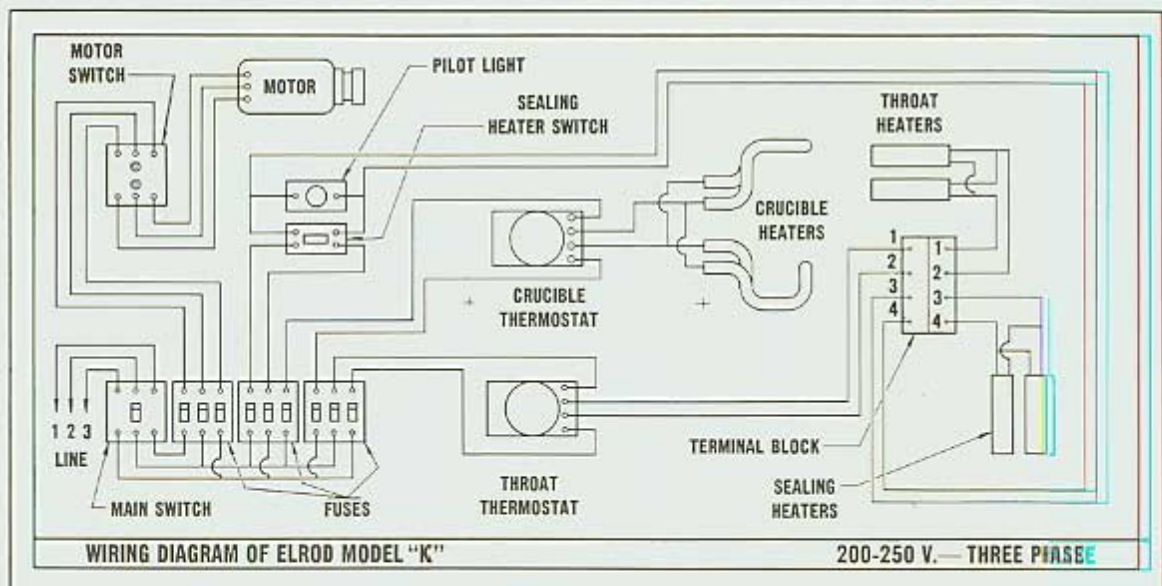 MOTOR
SWITCH
MOTOR
PILOT LIGHT
SEALING
HEATER SWITCH
THROAT
HEATERS
CRUCIBLE
HEATERS
1
2
3
4
1
2
3
4
CRUCIBLE
THERMOSTAT
1 2 3
LINE
MAIN SWITCH
FUSES
THROAT
THERMOSTAT
TERMINAL BLOCK
SEALING
HEATERS
WIRING DIAGRAM OF ELROD MODEL "K"
200-250 V.— THREE PHASE